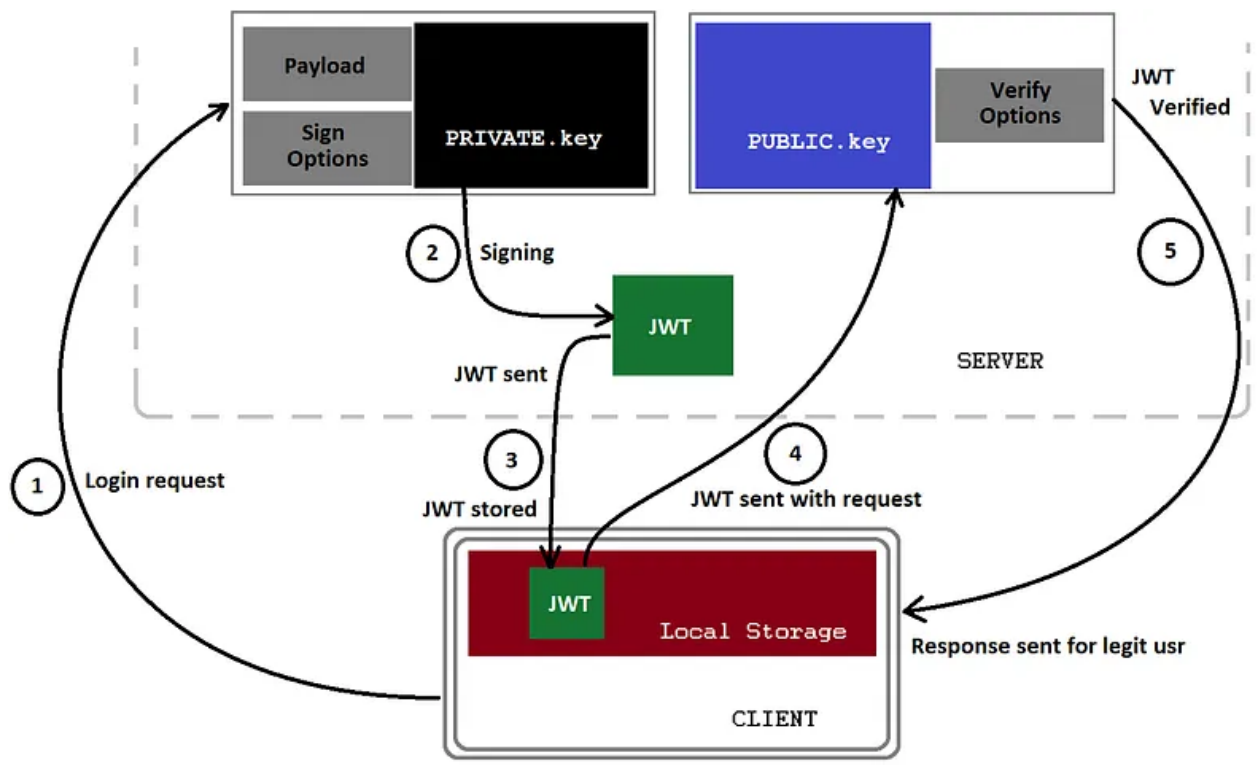 Payload
Sign
Options
PRIVATE.key
PUBLIC.key
Verify
Options
JWT
Verified
2
Signing
5
JWT
SERVER
JWT sent
3
4
1
Login request
JWT stored
JWT sent with request
JWT
Local Storage
Response sent for legit usr
CLIENT